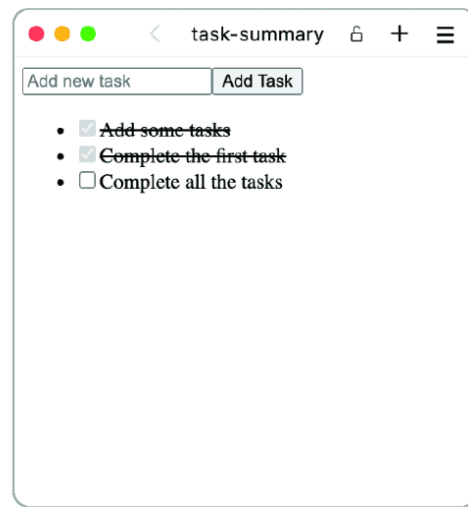 task-summary
Add new task Add Task
Add some tasks
Complete the first task
Complete all the tasks